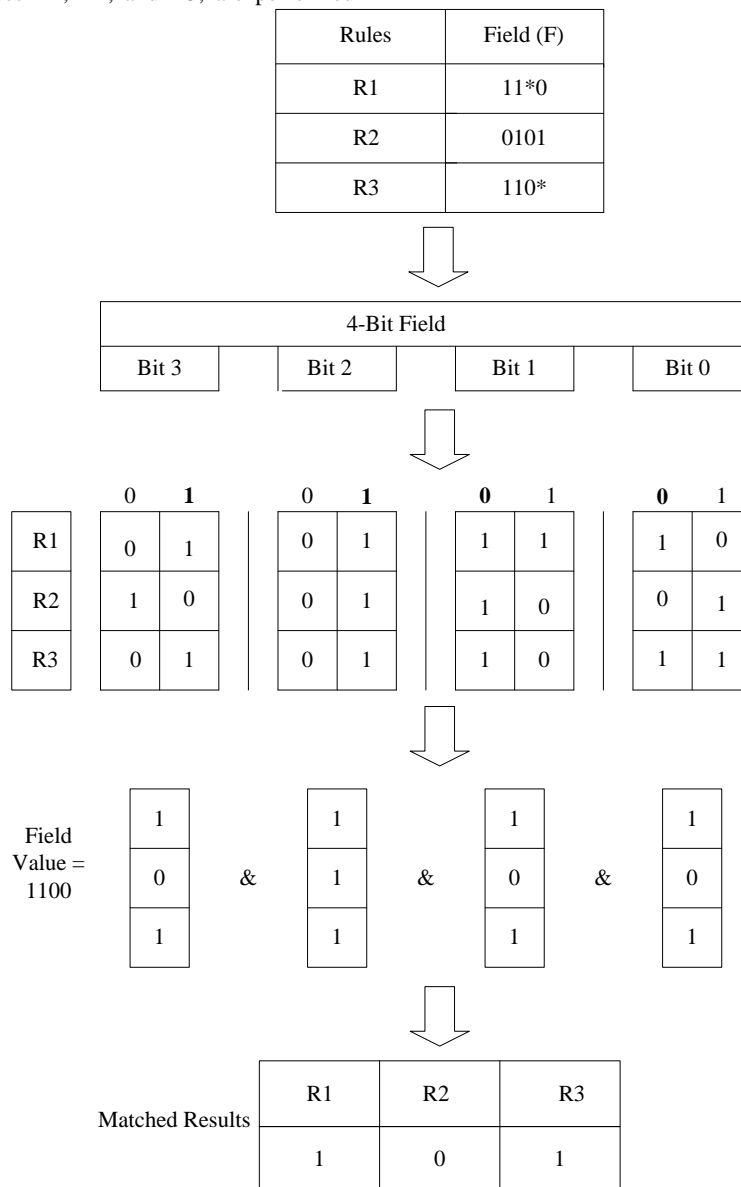 Rules Field (F)
R1 11*0
R2 0101
R3 110*
4-Bit Field
Bit 3 Bit 2 Bit 1 Bit 0
0 1 0 1 0 1 0 1
R1 0 1 0 1 1 1 1 0
R2 1 0 0 1 1 0 0 1
R3 0 1 0 1 1 0 1 1
Field
Value =
1100
1 1 1 1
0 & 1 & 0 & 0
1 1 1 1
Matched Results
R1 R2 R3
1 0 1